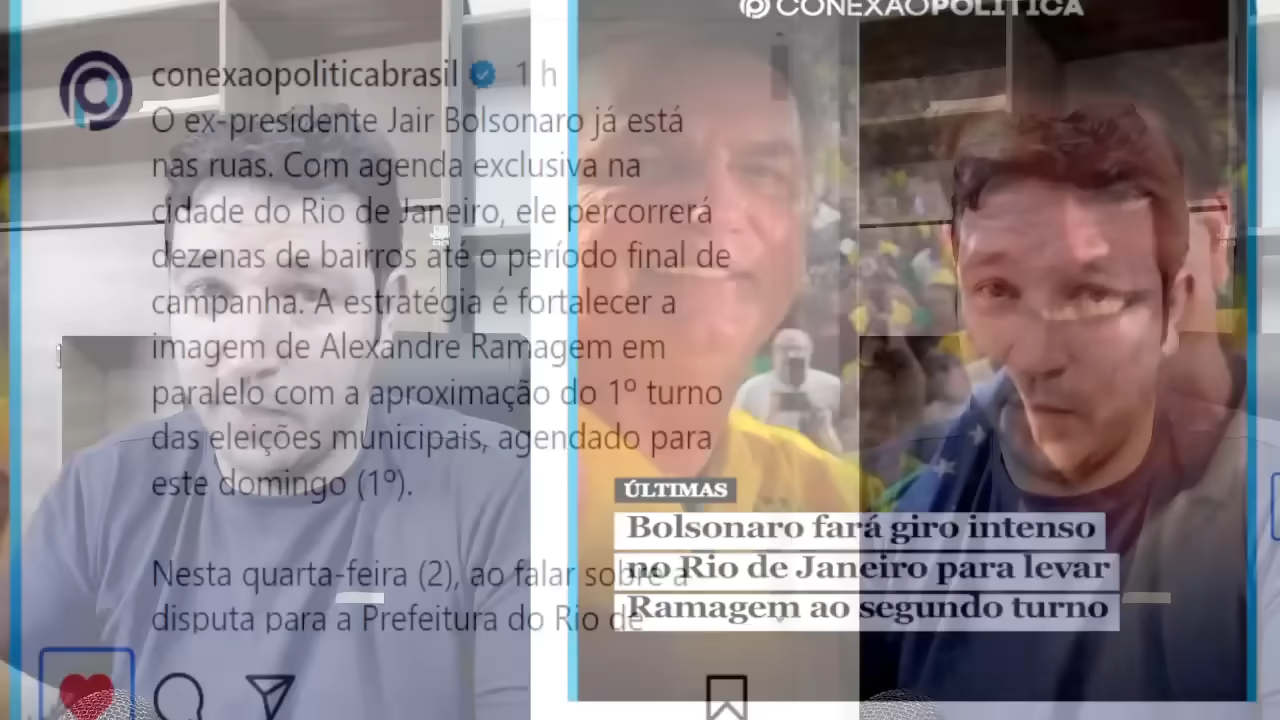 CONEXÃOPOLÍTICA
conexaopoliticabrasil 1 h
O ex-presidente Jair Bolsonaro já está
nas ruas. Com agenda exclusiva na
cidade do Rio de Janeiro, ele percorrerá
dezenas de bairros até o período final de
campanha. A estratégia é fortalecer a
imagem de Alexandre Ramagem em
paralelo com a aproximação do 1º turno
das eleições municipais, agendado para
este domingo (1º).
Nesta quarta-feira (2), ao falar sobre a
disputa para a Prefeitura do Rio de
ÚLTIMAS
Bolsonaro fará giro intenso
no Rio de Janeiro para levar
Ramagem ao segundo turno